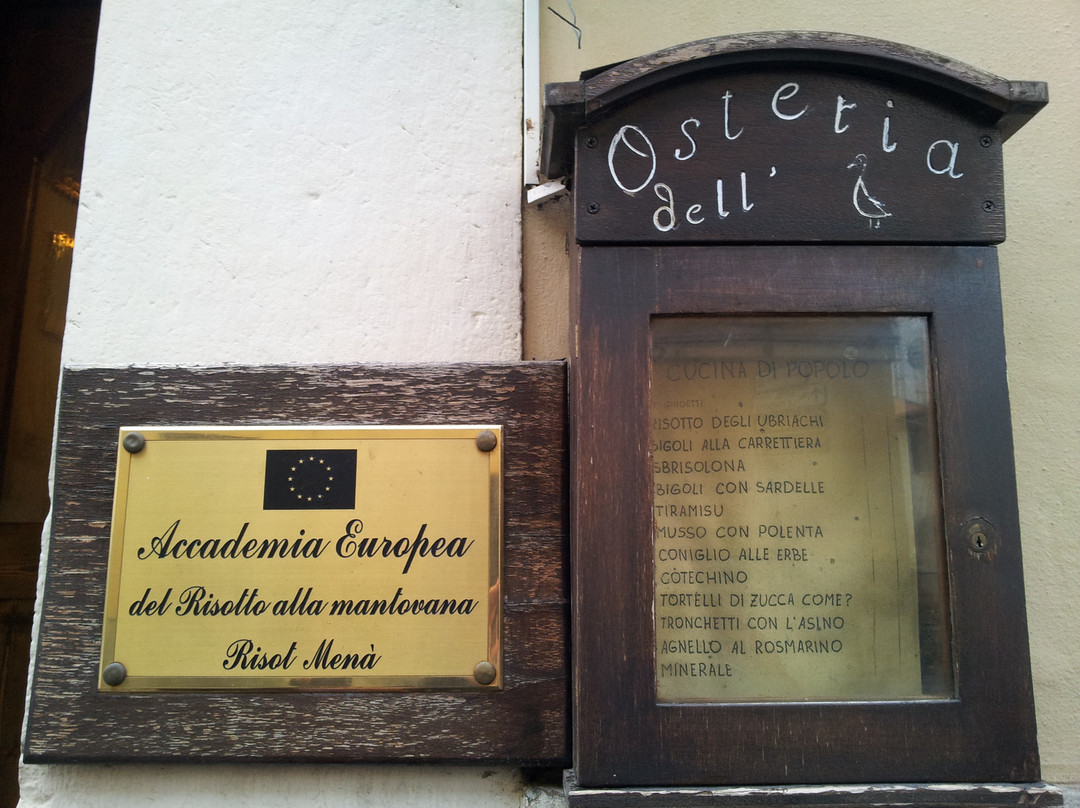 Accademia Europea
del Risotto alla mantovana
Risot Menà
Osteria
dell'
CUCINA DI POPOLO
RISOTTO DEGLI UBRIACHI
BIGOLI ALLA CARRETTIERA
SBRISOLONA
BIGOLI CON SARDELLE
TIRAMISU
MUSSO CON POLENTA
CONIGLIO ALLE ERBE
COTECHINO
TORTELLI DI ZUCCA COME?
TRONCHETTI CON L'ASINO
AGNELLO AL ROSMARINO
MINERALE